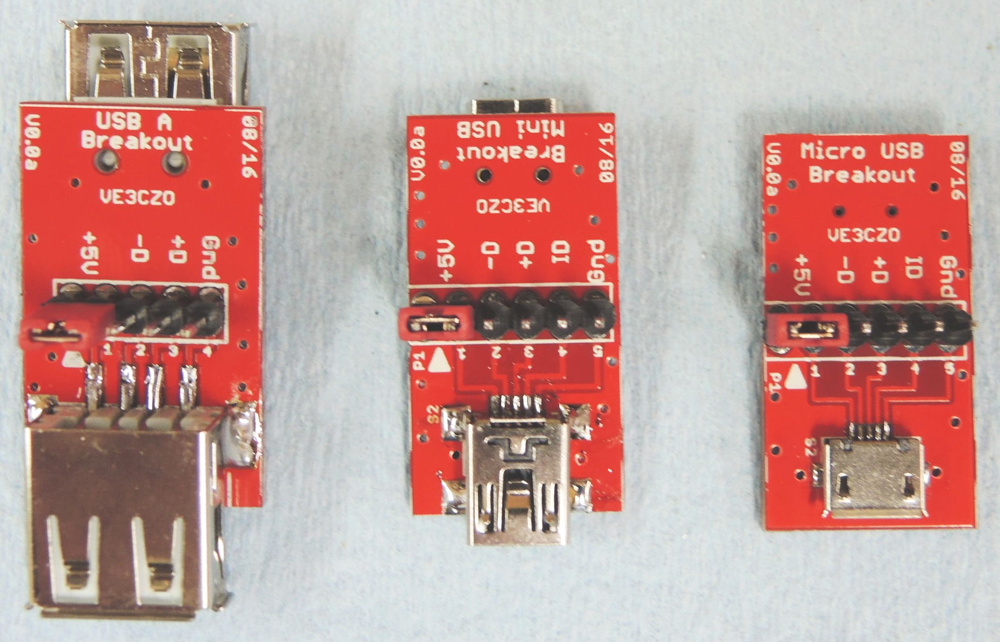 USB A
Breakout
V0.0a
08/16
VE3CZO
+5V
-D
+D
Gnd
1 2 3 4
Mini USB
Breakout
V0.0a
08/16
VE3CZO
+5V
-D
+D
ID
Gnd
P1
1 2 3 4 5
S2
Micro USB
Breakout
V0.0a
08/16
VE3CZO
+5V
-D
+D
ID
Gnd
P1
1 2 3 4 5
S2